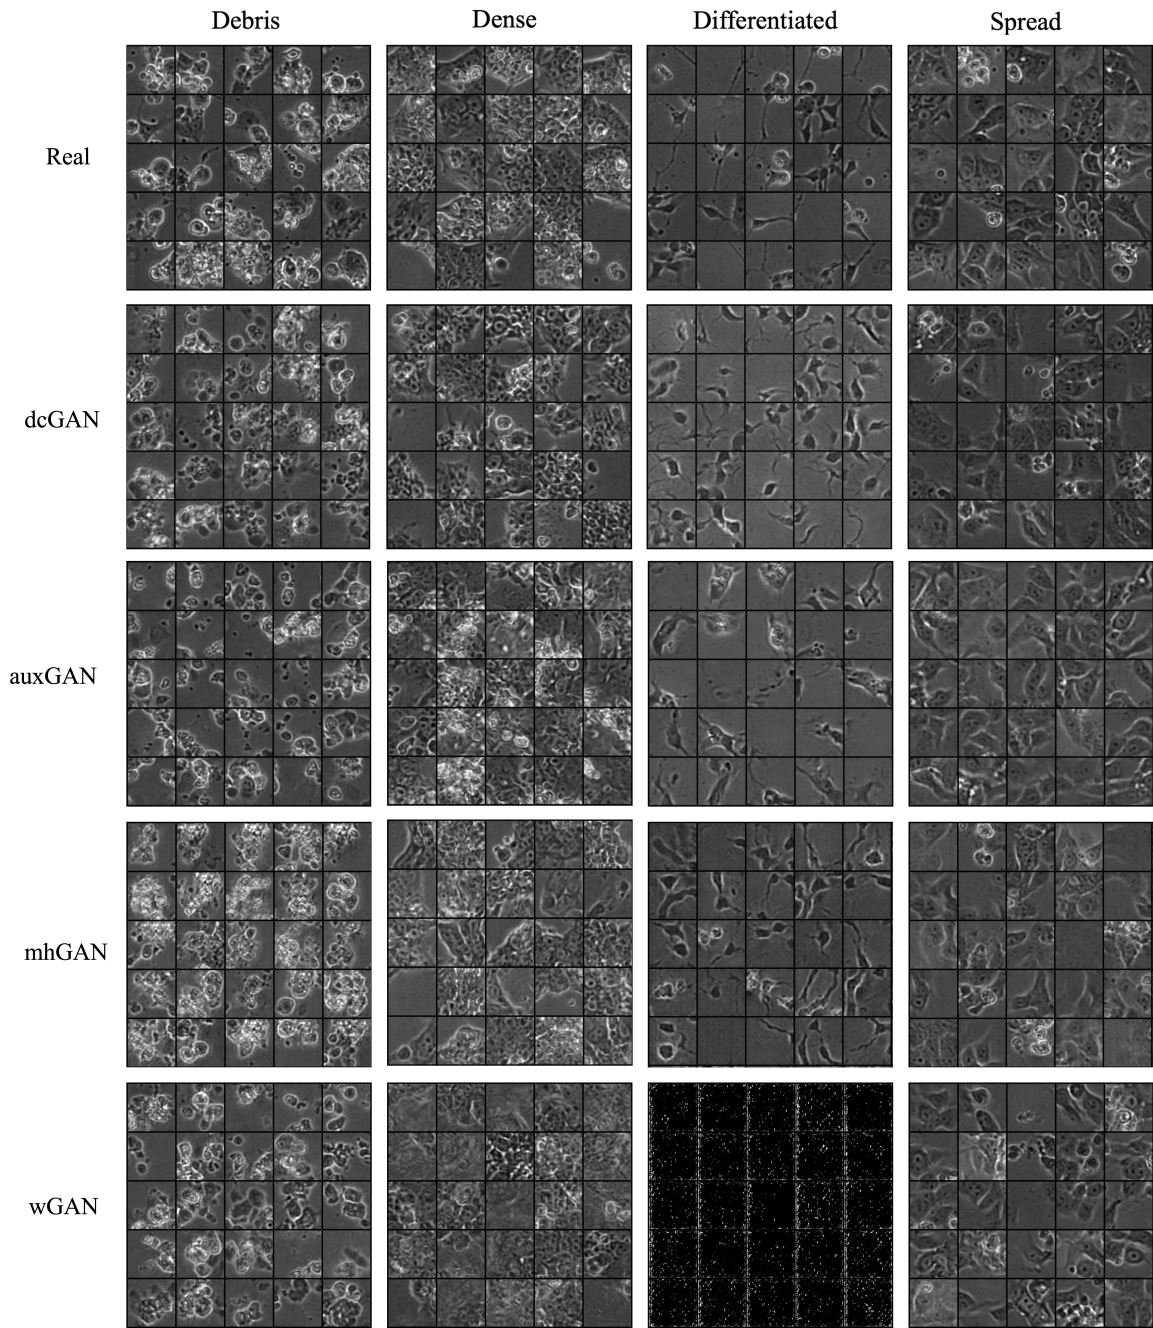 Debris Dense Differentiated Spread
Real
dcGAN
auxGAN
mhGAN
wGAN